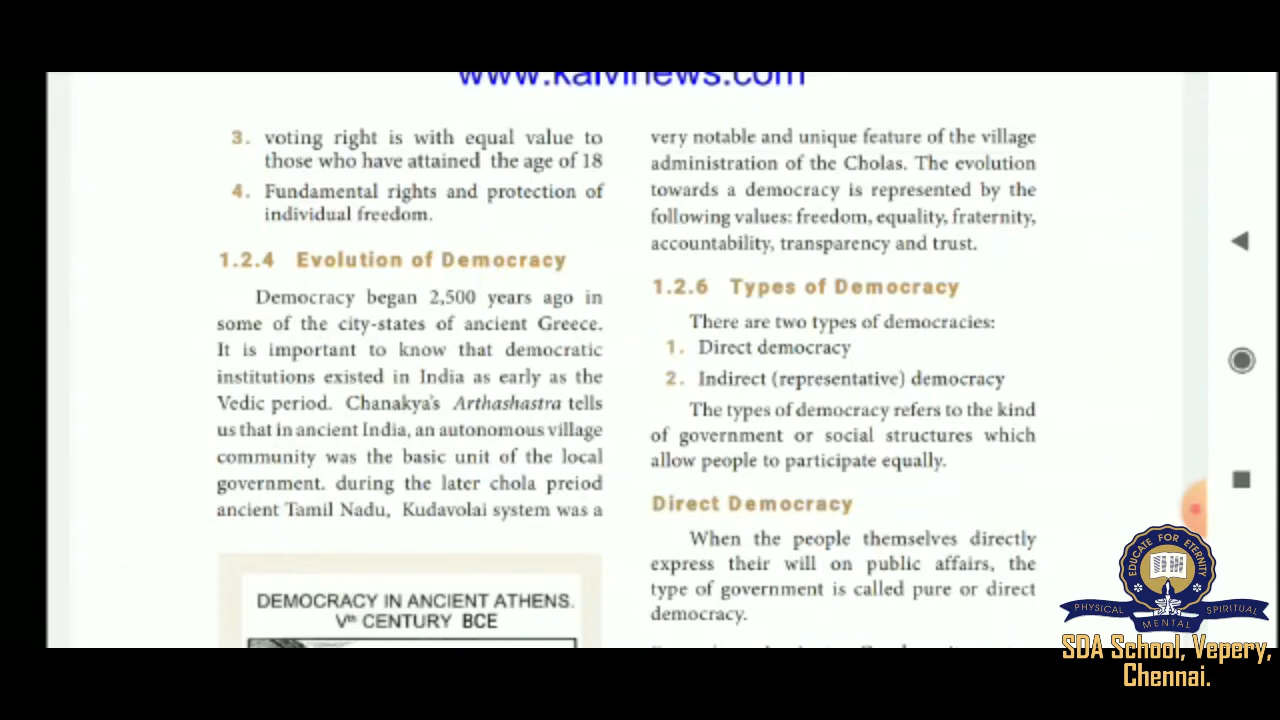 www.kalvinews.com
3. voting right is with equal value to
those who have attained the age of 18
4. Fundamental rights and protection of
individual freedom.
1.2.4 Evolution of Democracy
Democracy began 2,500 years ago in
some of the city-states of ancient Greece.
It is important to know that democratic
institutions existed in India as early as the
Vedic period. Chanakya's Arthashastra tells
us that in ancient India, an autonomous village
community was the basic unit of the local
government. during the later chola preiod
ancient Tamil Nadu, Kudavolai system was a
DEMOCRACY IN ANCIENT ATHENS.
Vth CENTURY BCE
very notable and unique feature of the village
administration of the Cholas. The evolution
towards a democracy is represented by the
following values: freedom, equality, fraternity,
accountability, transparency and trust.
1.2.6 Types of Democracy
There are two types of democracies:
1. Direct democracy
2. Indirect (representative) democracy
The types of democracy refers to the kind
of government or social structures which
allow people to participate equally.
Direct Democracy
When the people themselves directly
express their will on public affairs, the
type of government is called pure or direct
democracy.
EDUCATE FOR ETERNITY
PHYSICAL
MENTAL
SPIRITUAL
SDA School, Vepery,
Chennai.